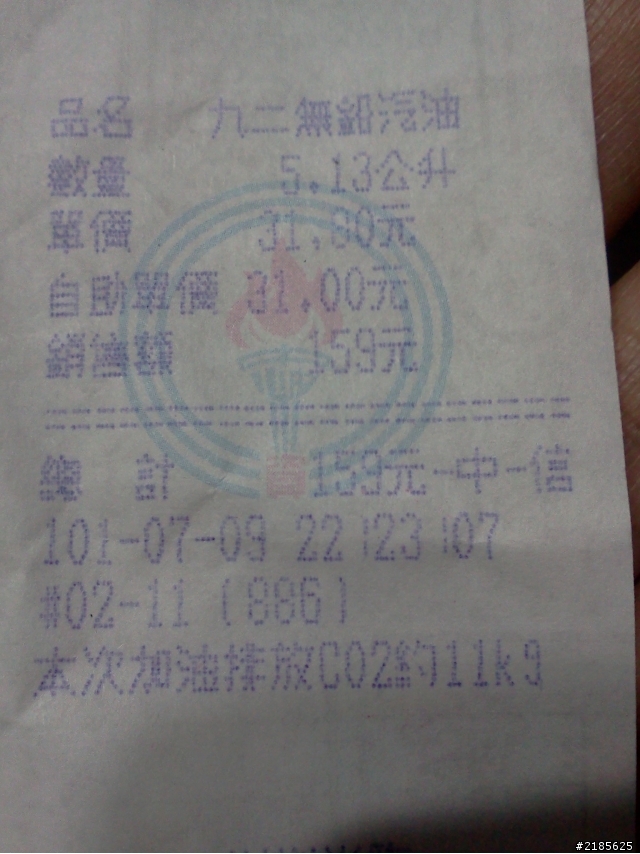 品名 九二無鉛汽油
數量 5.13公升
單價 31.80元
自助單價 31.00元
銷售額 159元
總 計 159元-中-信
101-07-09 22:23:07
#02-11 (886)
本次加油排放CO2約11kg
#2185625